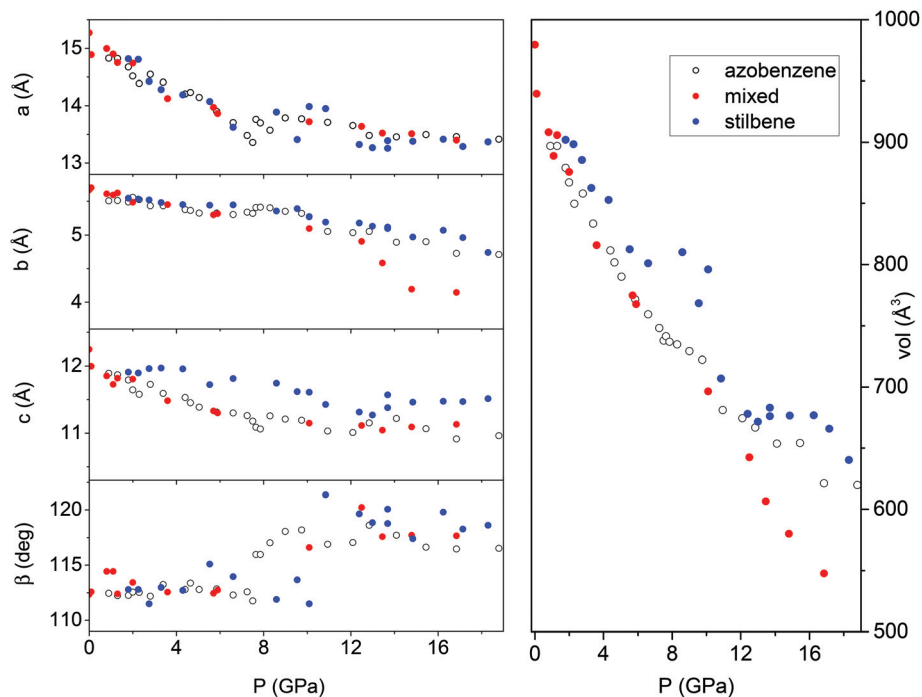 a (Å)
15
14
13
b (Å)
5
4
c (Å)
12
11
β (deg)
120
115
110
0
4
8
12
16
P (GPa)
azobenzene
mixed
stilbene
1000
900
800
700
600
500
vol (Å³)
0
4
8
12
16
P (GPa)